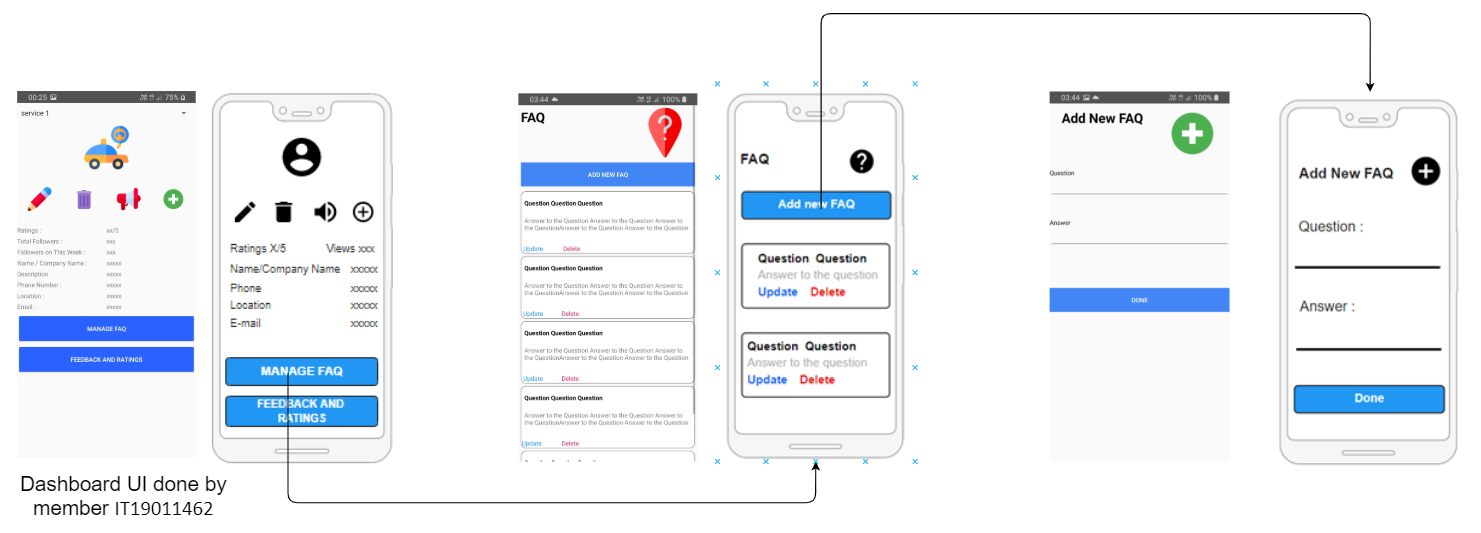 00:25
75%
service 1
Ratings :
xx/5
Total Followers :
xxx
Followers on This Week :
xxx
Name / Company Name :
xxxxx
Description
xxxxx
Phone Number :
xxxxx
Location :
xxxxx
Email :
xxxxx
MANAGE FAQ
FEEDBACK AND RATINGS
Dashboard UI done by
member IT19011462
Ratings X/5
Views xxx
Name/Company Name
xxxxx
Phone
xxxxx
Location
xxxxx
E-mail
xxxxx
MANAGE FAQ
FEEDBACK AND
RATINGS
03:44
100%
FAQ
ADD NEW FAQ
Question Question Question
Answer to the Question Answer to the Question Answer to
the QuestionAnswer to the Question Answer to the Question
Update
Delete
Question Question Question
Answer to the Question Answer to the Question Answer to
the QuestionAnswer to the Question Answer to the Question
Update
Delete
Question Question Question
Answer to the Question Answer to the Question Answer to
the QuestionAnswer to the Question Answer to the Question
Update
Delete
Question Question Question
Answer to the Question Answer to the Question Answer to
the QuestionAnswer to the Question Answer to the Question
Update
Delete
FAQ
Add new FAQ
Question Question
Answer to the question
Update Delete
Question Question
Answer to the question
Update Delete
03:44
100%
Add New FAQ
Question
Answer
DONE
Add New FAQ
Question :
Answer :
Done